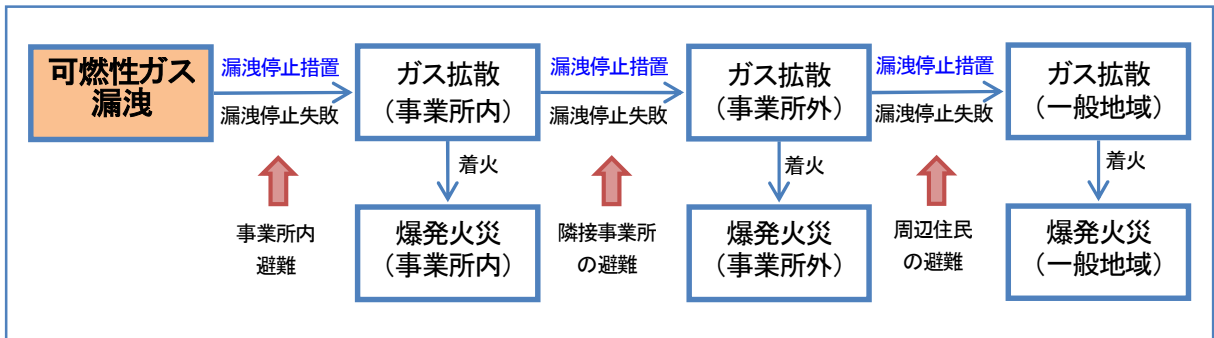 可燃性ガス
漏洩
漏洩停止措置
漏洩停止失敗
ガス拡散
（事業所内）
漏洩停止措置
漏洩停止失敗
ガス拡散
（事業所外）
漏洩停止措置
漏洩停止失敗
ガス拡散
（一般地域）
着火
着火
着火
事業所内
避難
爆発火災
（事業所内）
隣接事業所
の避難
爆発火災
（事業所外）
周辺住民
の避難
爆発火災
（一般地域）